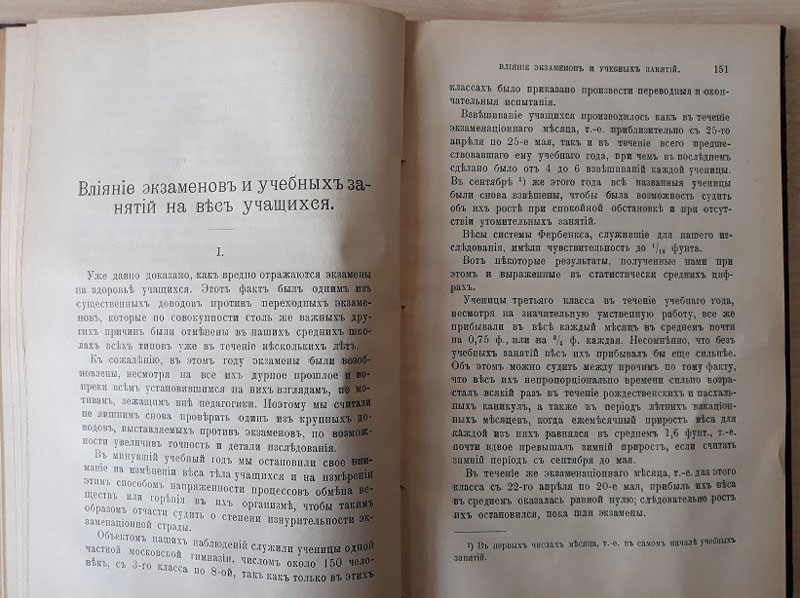 Вліяніе экзаменовъ и учебныхъ за-
нятій на вѣсъ учащихся.
I.
Уже давно доказано, какъ вредно отражаются экзамены
на здоровьѣ учащихся. Этотъ фактъ былъ однимъ изъ
существенныхъ доводовъ противъ переходныхъ экзаме-
новъ, которые по совокупности столь же важныхъ дру-
гихъ причинъ были отмѣнены въ нашихъ среднихъ шко-
лахъ всѣхъ типовъ уже въ теченіе нѣсколькихъ лѣтъ.
Къ сожалѣнію, въ этомъ году экзамены были возоб-
новлены, несмотря на все ихъ дурное прошлое и во-
преки всѣмъ установившимся на нихъ взглядамъ, по мо-
тивамъ, лежащимъ внѣ педагогики. Поэтому мы считали
не лишнимъ снова провѣрить одинъ изъ крупныхъ до-
водовъ, выставляемыхъ противъ экзаменовъ, по возмож-
ности увеличивъ точность и детали изслѣдованія.
Въ минувшій учебный годъ мы остановили свое вни-
маніе на измѣненіи вѣса тѣла учащихся и на измѣреніи
этимъ способомъ напряженности процессовъ обмѣна ве-
ществъ или горѣнія въ ихъ организмѣ, чтобы такимъ
образомъ отчасти судить о степени изнурительности эк-
заменаціонной страды.
Объектомъ нашихъ наблюденій служили ученицы одной
частной московской гимназіи, числомъ около 150 чело-
вѣкъ, съ 3-го класса по 8-ой, такъ какъ только въ этихъ
ВЛІЯНІЕ ЭКЗАМЕНОВЪ И УЧЕБНЫХЪ ЗАНЯТІЙ. 151
классахъ было приказано произвести переводныя и окон-
чательныя испытанія.
Взвѣшиваніе учащихся производилось какъ въ теченіе
экзаменаціоннаго мѣсяца, т.-е. приблизительно съ 25-го
апрѣля по 25-е мая, такъ и въ теченіе всего предше-
ствовавшаго ему учебнаго года, при чемъ въ послѣднемъ
сдѣлано было отъ 4 до 6 взвѣшиваній каждой ученицы.
Въ сентябрѣ ¹) же этого года всѣ названныя ученицы
были снова взвѣшены, чтобы была возможность судить
объ ихъ ростѣ при спокойной обстановкѣ и при отсут-
ствіи утомительныхъ занятій.
Вѣсы системы Фербенкса, служившіе для нашего из-
слѣдованія, имѣли чувствительность до ¹/₁₆ фунта.
Вотъ нѣкоторые результаты, полученные нами при
этомъ и выраженные въ статистически среднихъ циф-
рахъ.
Ученицы третьяго класса въ теченіе учебнаго года,
несмотря на значительную умственную работу, все же
прибывали въ вѣсѣ каждый мѣсяцъ въ среднемъ почти
на 0,75 ф., или на ³/₄ ф. каждая. Несомнѣнно, что безъ
учебныхъ занятій вѣсъ ихъ прибывалъ бы еще сильнѣе.
Объ этомъ можно судить между прочимъ по тому факту,
что вѣсъ ихъ непропорціонально времени сильно возра-
сталъ всякій разъ въ теченіе рождественскихъ и пасхаль-
ныхъ каникулъ, а также въ періодъ лѣтнихъ вакаціон-
ныхъ мѣсяцевъ, когда ежемѣсячный приростъ вѣса для
каждой изъ нихъ равнялся въ среднемъ 1,6 фунт., т.-е.
почти вдвое превышалъ зимній приростъ, если считать
зимній періодъ съ сентября до мая.
Въ теченіе же экзаменаціоннаго мѣсяца, т.-е. для этого
класса съ 22-го апрѣля по 20-е мая, прибыль ихъ вѣса
въ среднемъ оказалась равной нулю; слѣдовательно ростъ
ихъ остановился, пока шли экзамены.
¹) Въ первыхъ числахъ мѣсяца, т.-е. въ самомъ началѣ учебныхъ
занятій.